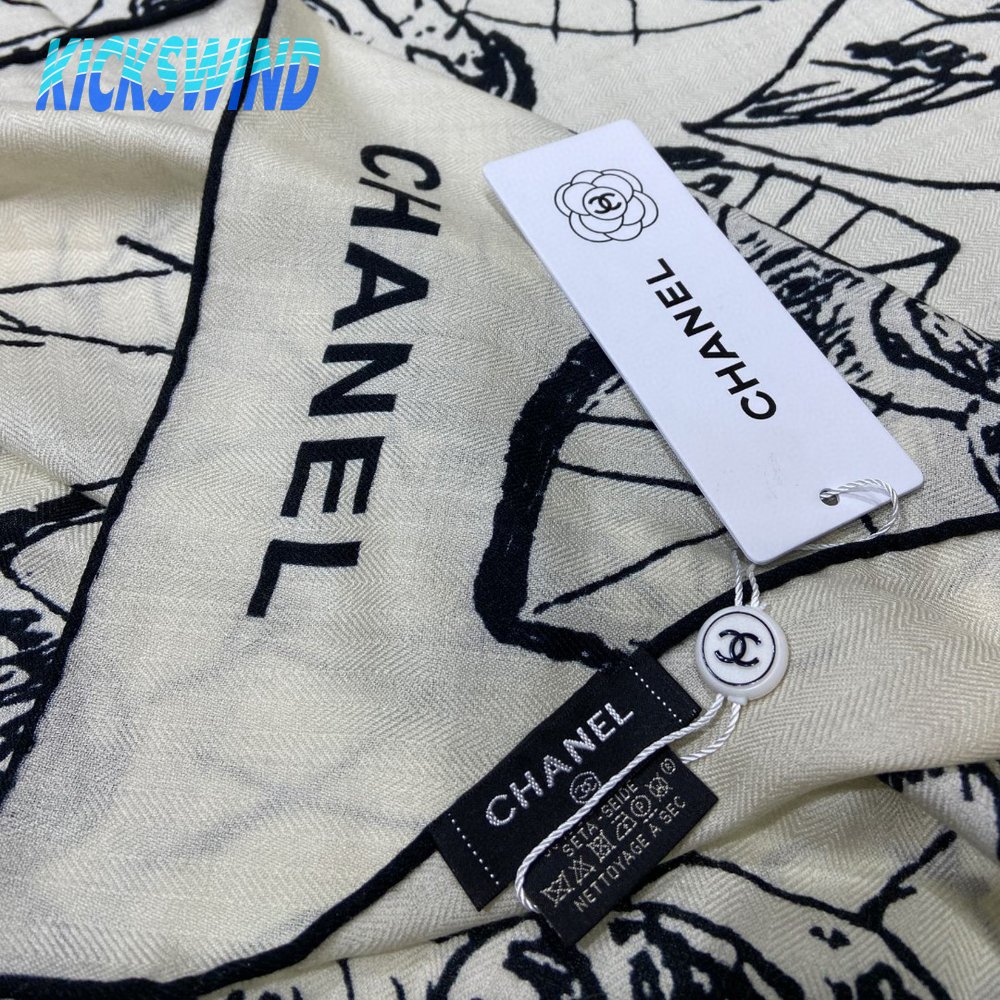 KICKSWIND
CHANEL
CHANEL
CHANEL
SETA-SEIDE
NETTOYAGE À SEC